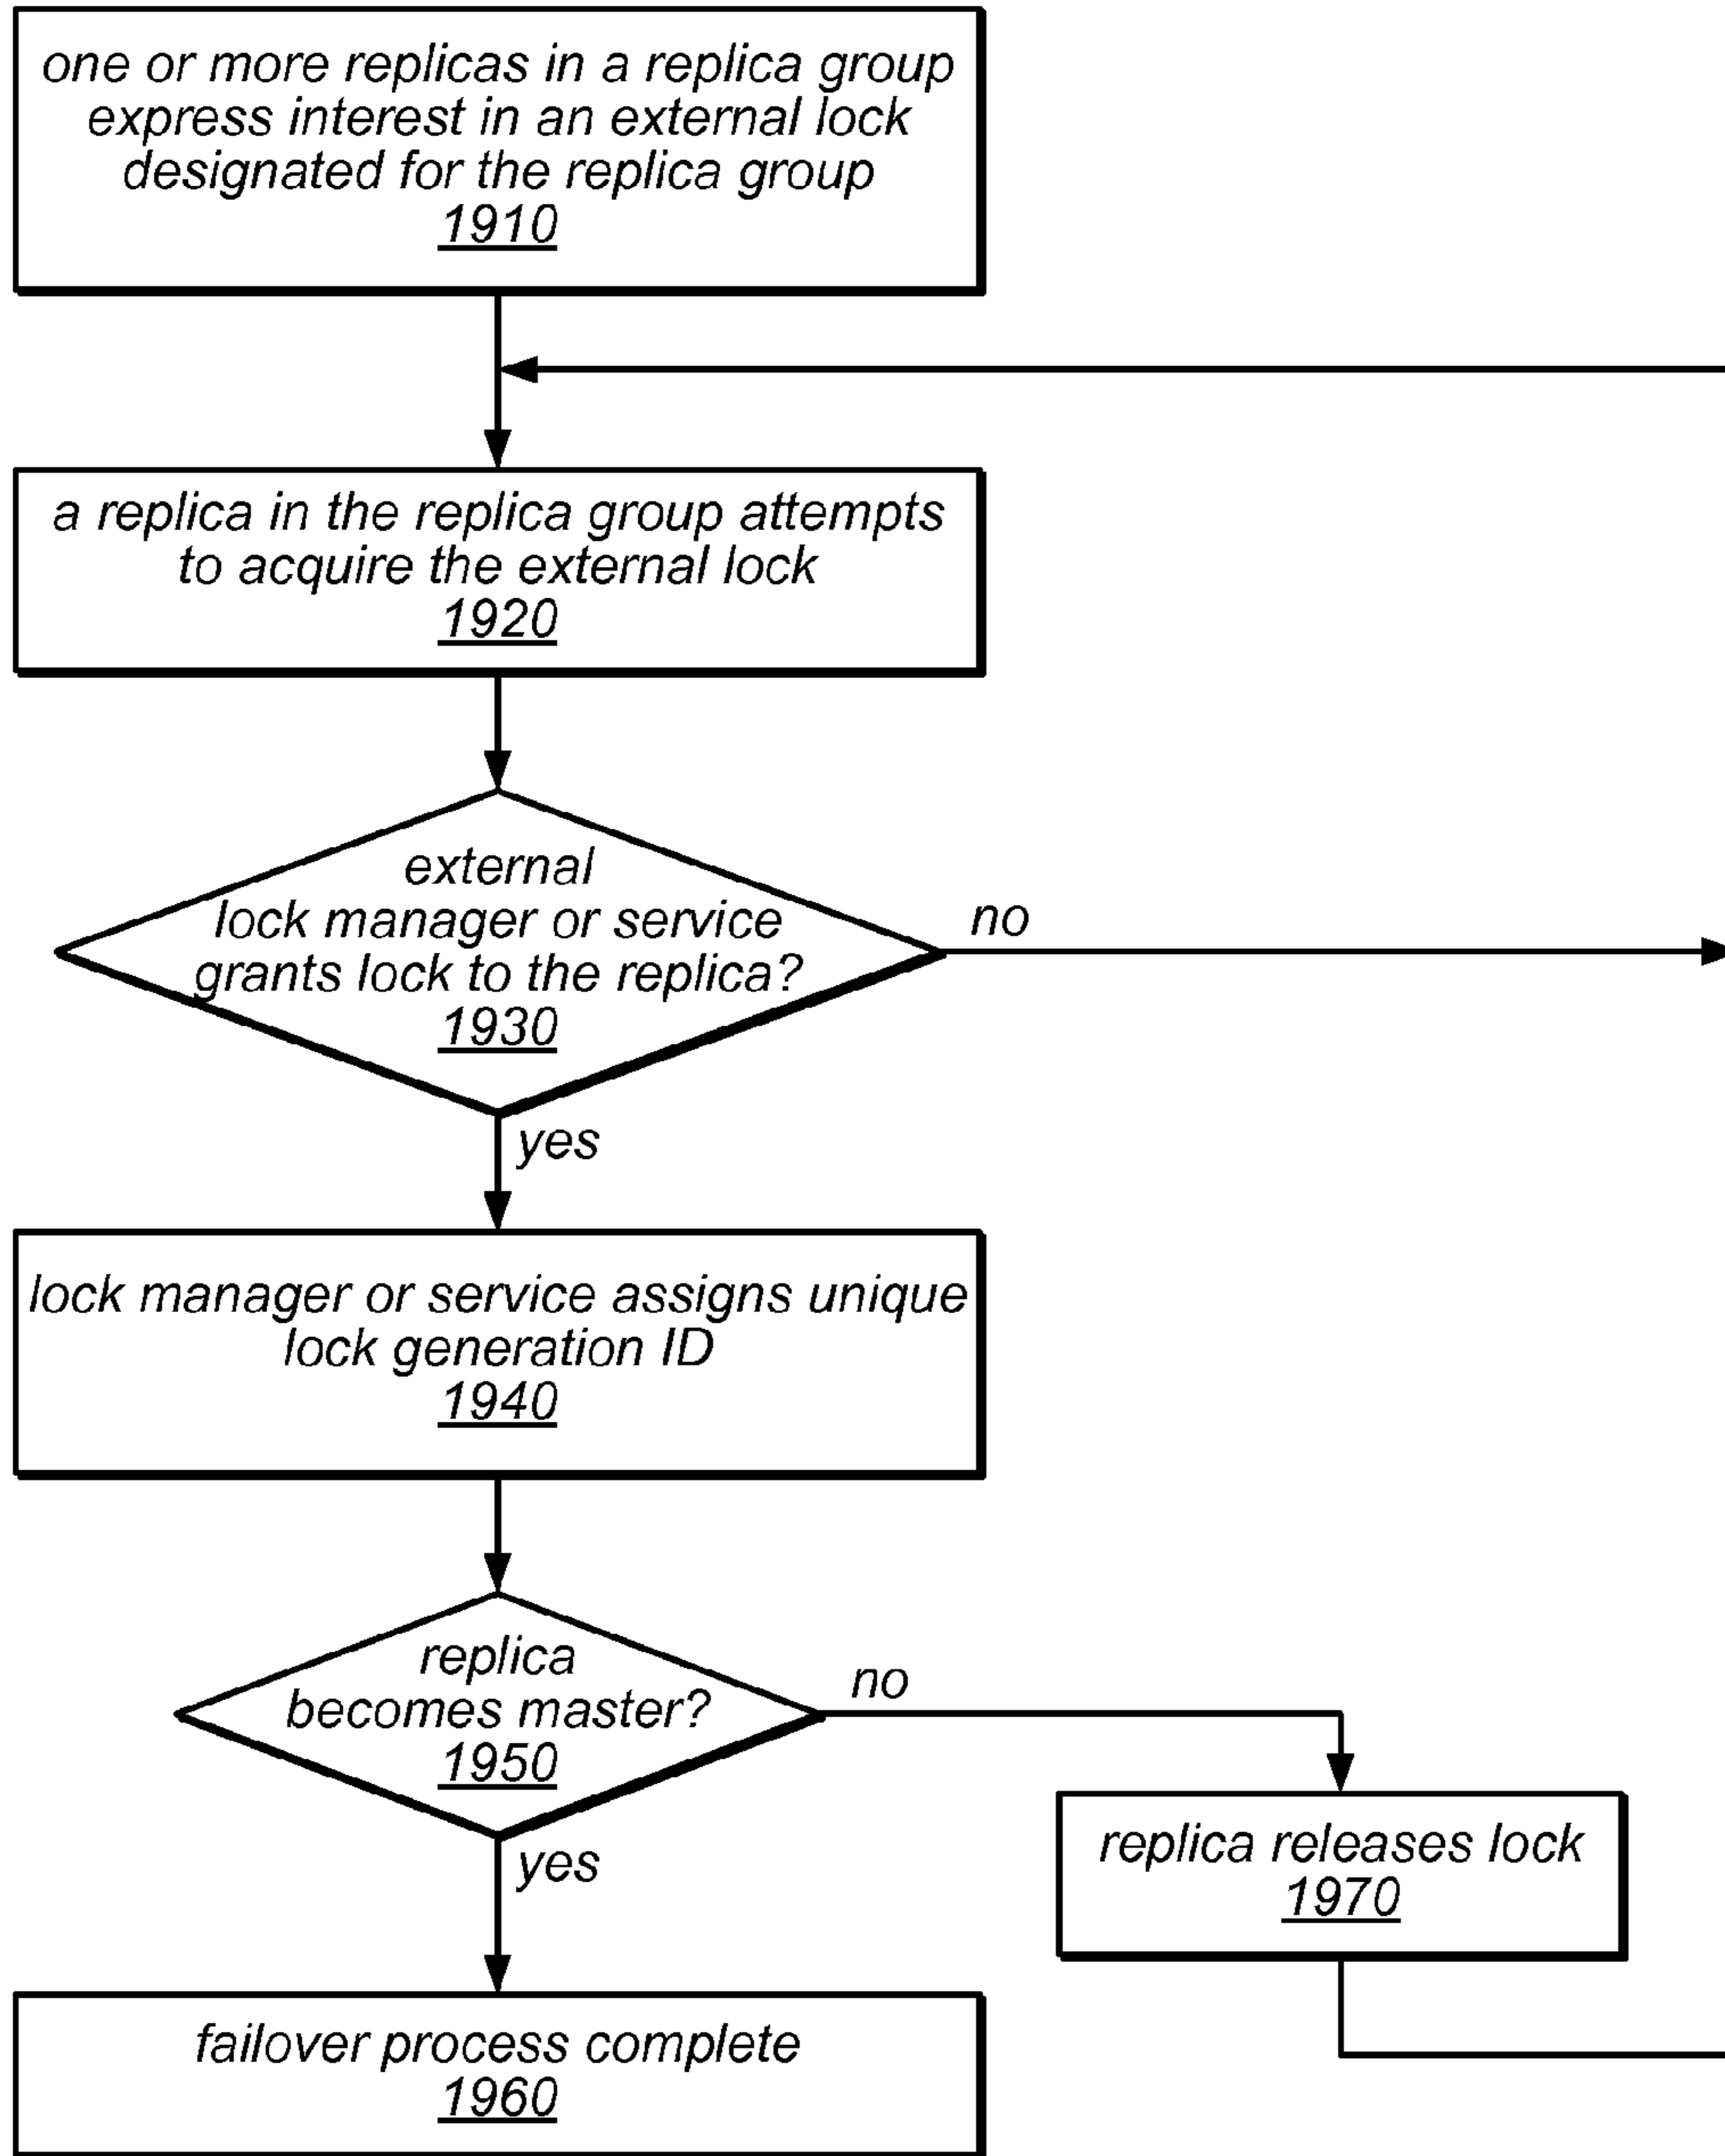 one or more replicas in a replica group
express interest in an external lock
designated for the replica group
1910
a replica in the replica group attempts
to acquire the external lock
1920
external
lock manager or service
grants lock to the replica?
1930
no
yes
lock manager or service assigns unique
lock generation ID
1940
replica
becomes master?
1950
no
yes
replica releases lock
1970
failover process complete
1960